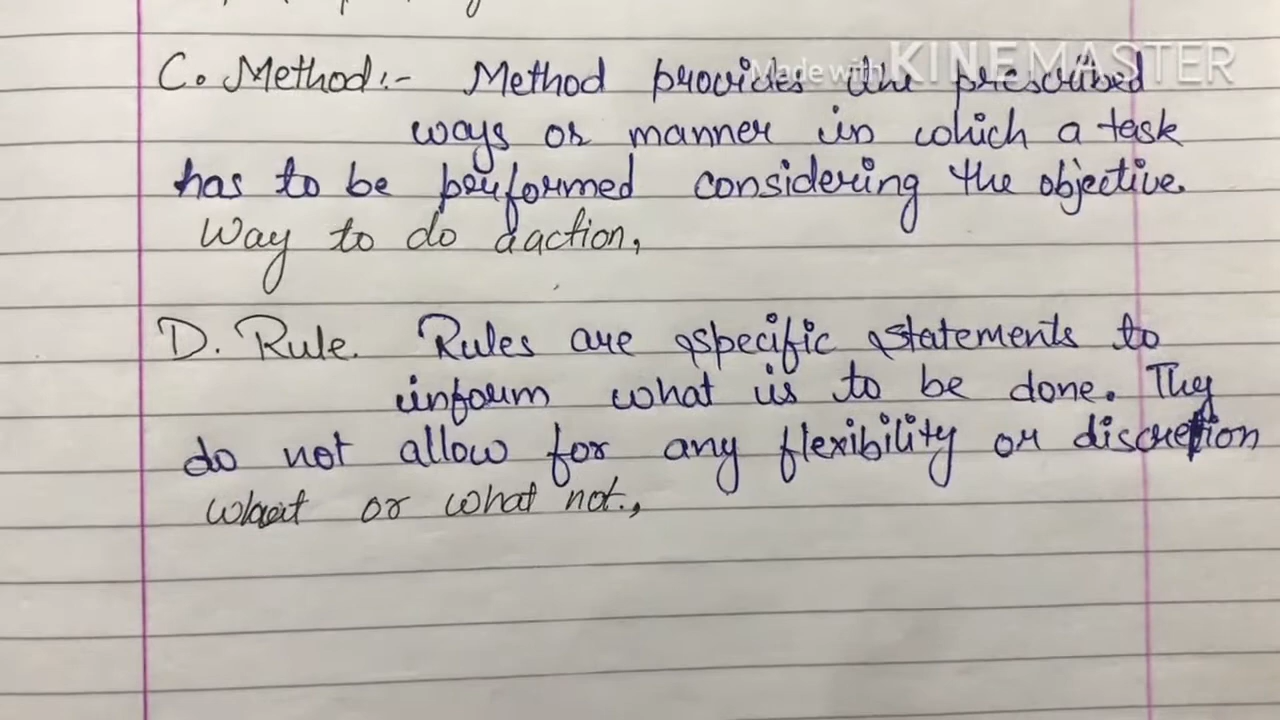 C. Method:- Method provides the prescribed
Made with KINEMASTER
ways or manner in which a task
has to be performed considering the objective.
Way to do a action,
D. Rule. Rules are specific statements to
inform what is to be done. They
do not allow for any flexibility or discretion
what or what not.,